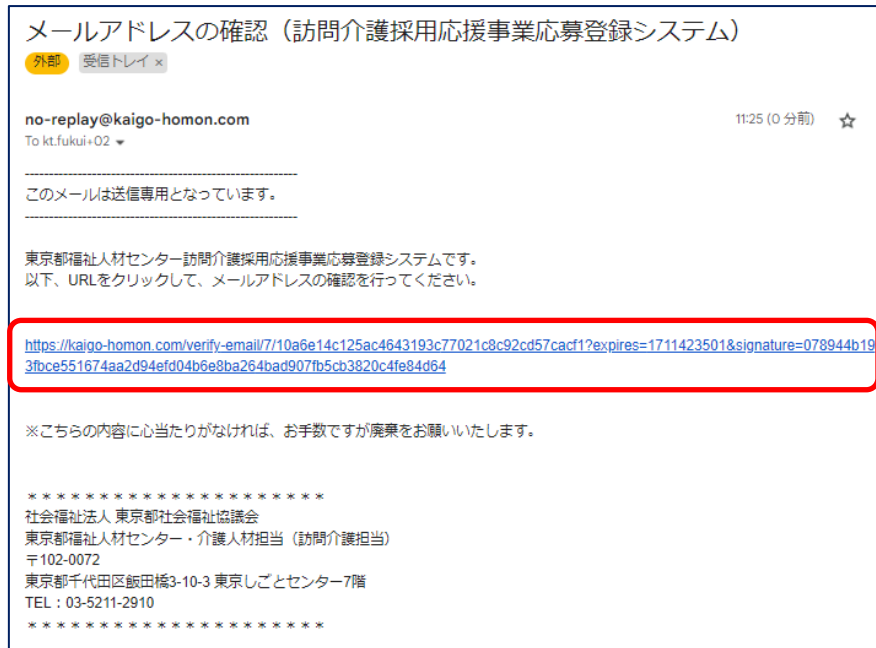 メールアドレスの確認（訪問介護採用応援事業応募登録システム）
外部 受信トレイ ×
no-replay@kaigo-homon.com 11:25 (0 分前) ☆
To kt.fukui+02 ▼
---------------------------------------------------------
このメールは送信専用となっています。
---------------------------------------------------------
東京都福祉人材センター訪問介護採用応援事業応募登録システムです。
以下、URLをクリックして、メールアドレスの確認を行ってください。
https://kaigo-homon.com/verify-email/7/10a6e14c125ac4643193c77021c8c92cd57cacf1?expires=1711423501&signature=078944b19
3fbce551674aa2d94efd04b6e8ba264bad907fb5cb3820c4fe84d64
※こちらの内容に心当たりがなければ、お手数ですが廃棄をお願いいたします。
＊＊＊＊＊＊＊＊＊＊＊＊＊＊＊＊＊＊＊＊＊
社会福祉法人 東京都社会福祉協議会
東京都福祉人材センター・介護人材担当（訪問介護担当）
〒102-0072
東京都千代田区飯田橋3-10-3 東京しごとセンター7階
TEL：03-5211-2910
＊＊＊＊＊＊＊＊＊＊＊＊＊＊＊＊＊＊＊＊＊